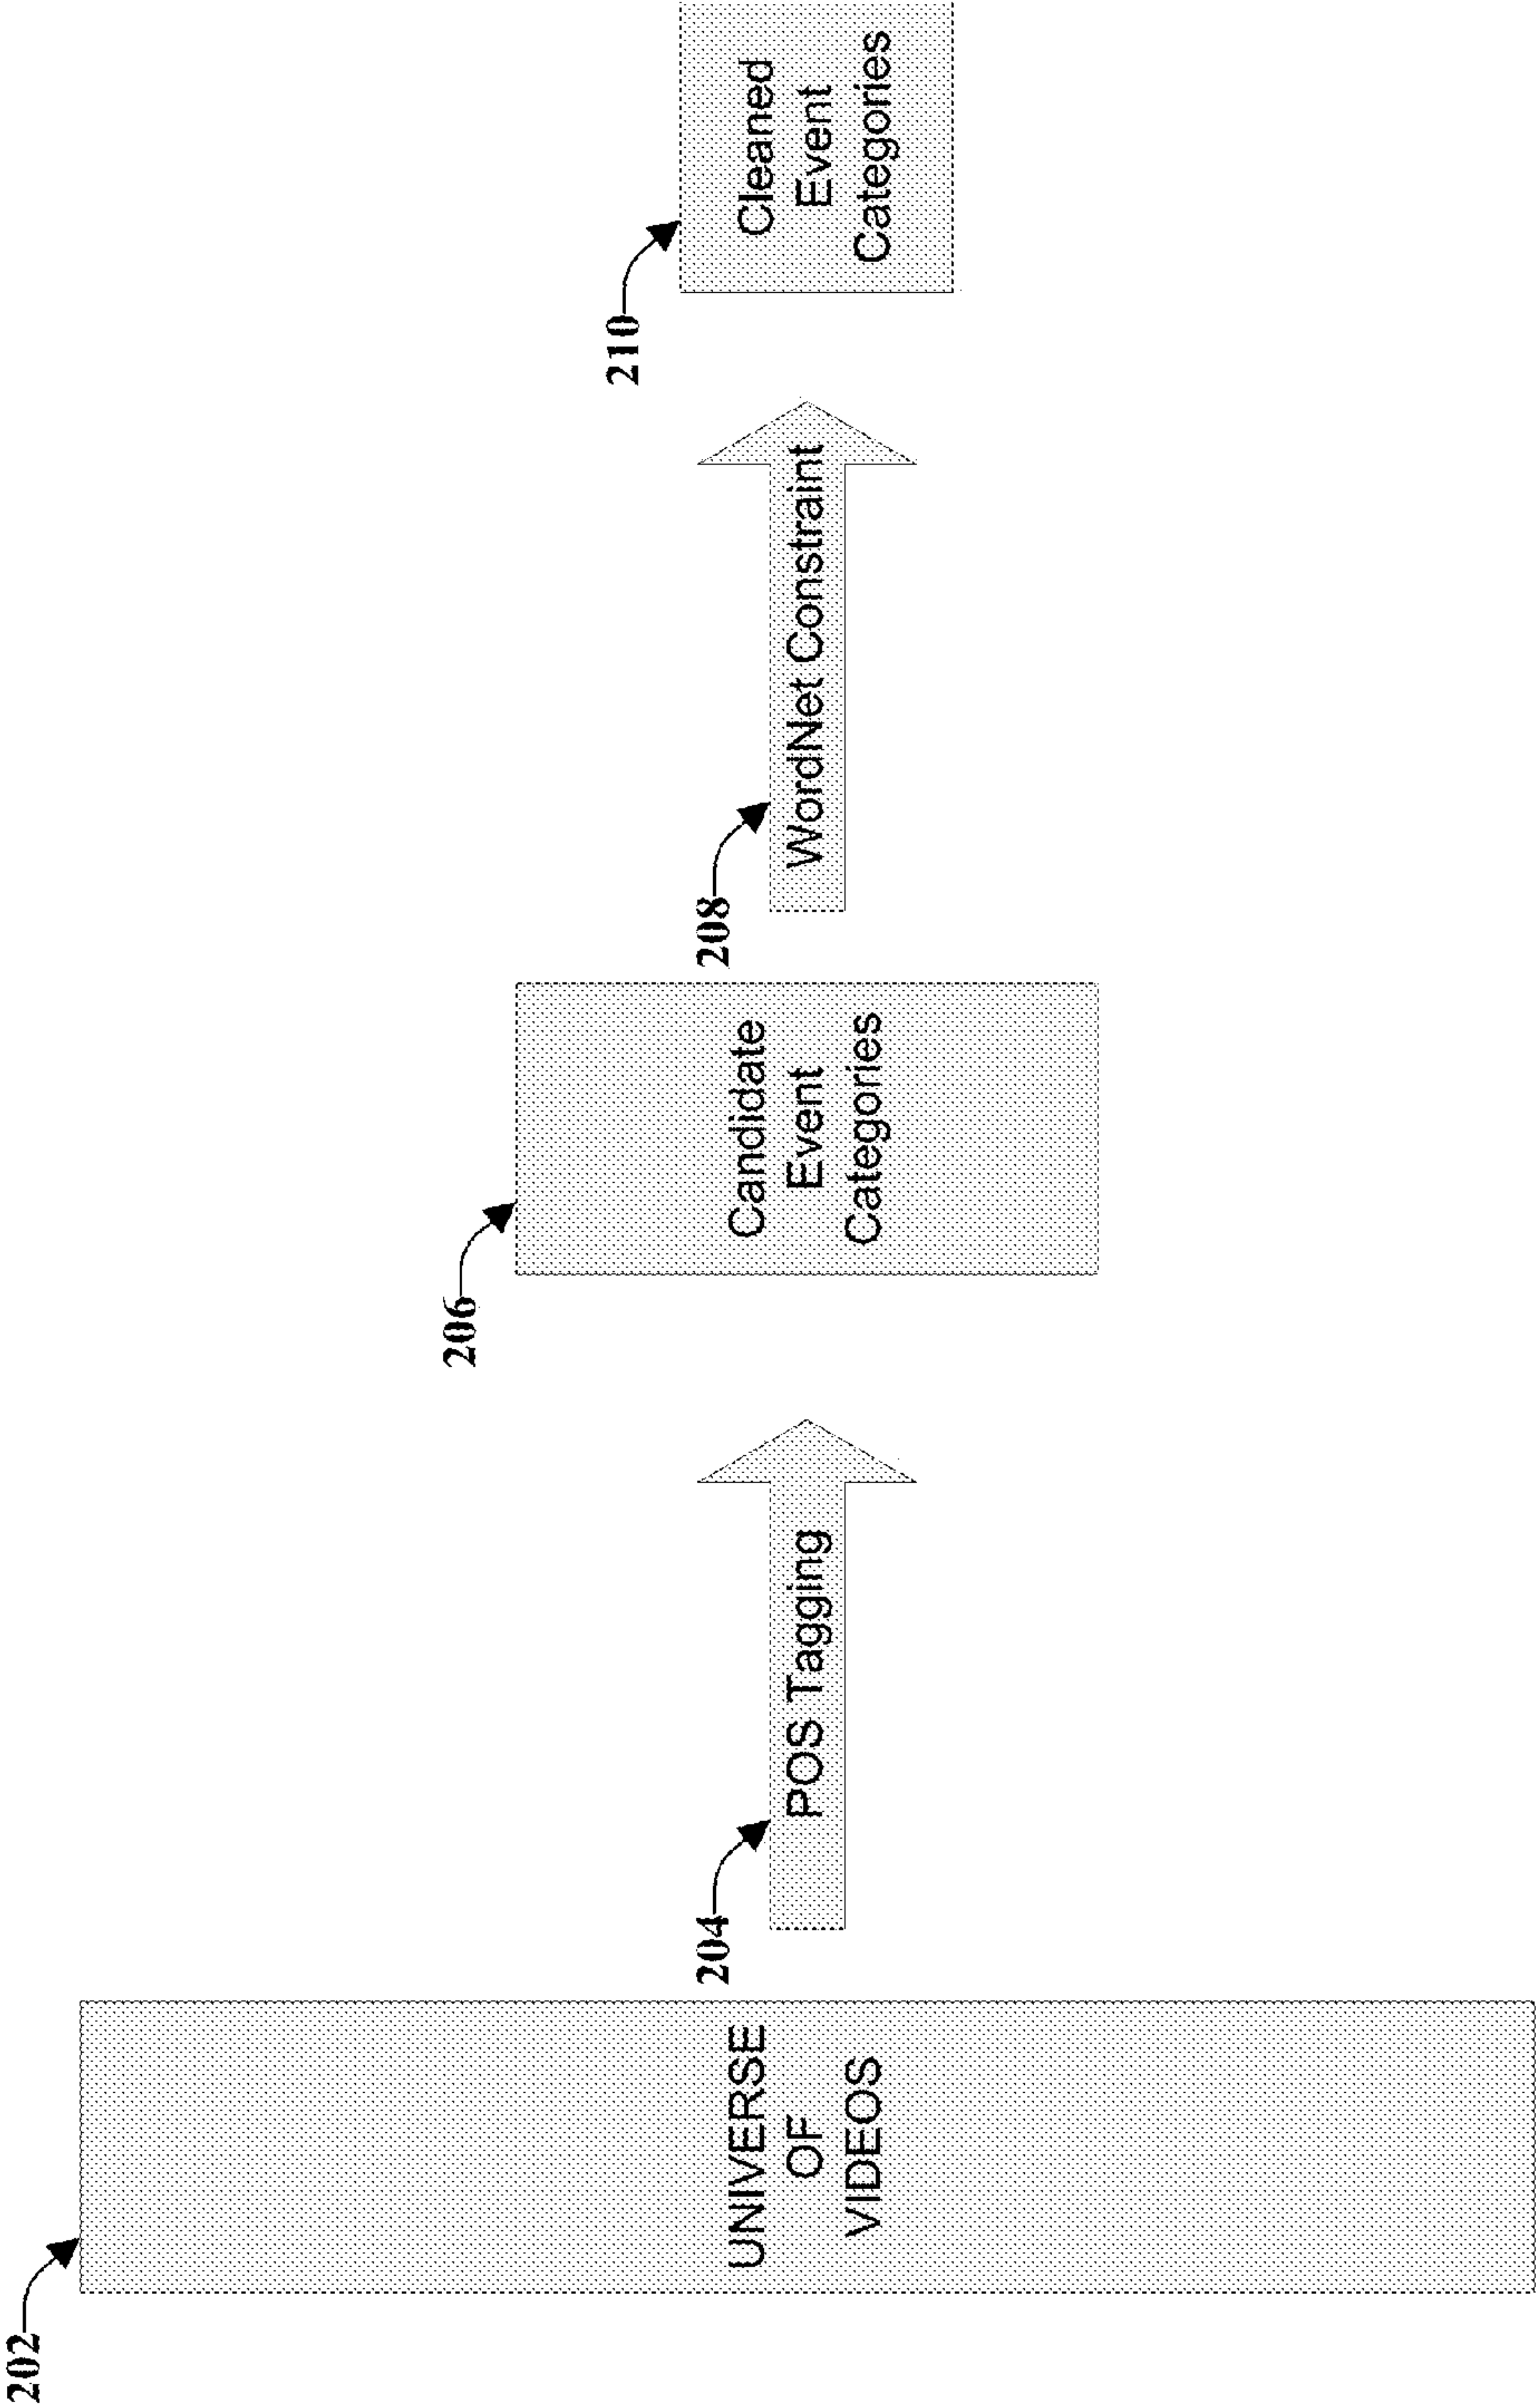 202
UNIVERSE
OF
VIDEOS
204
POS Tagging
206
Candidate
Event
Categories
208
WordNet Constraint
210
Cleaned
Event
Categories